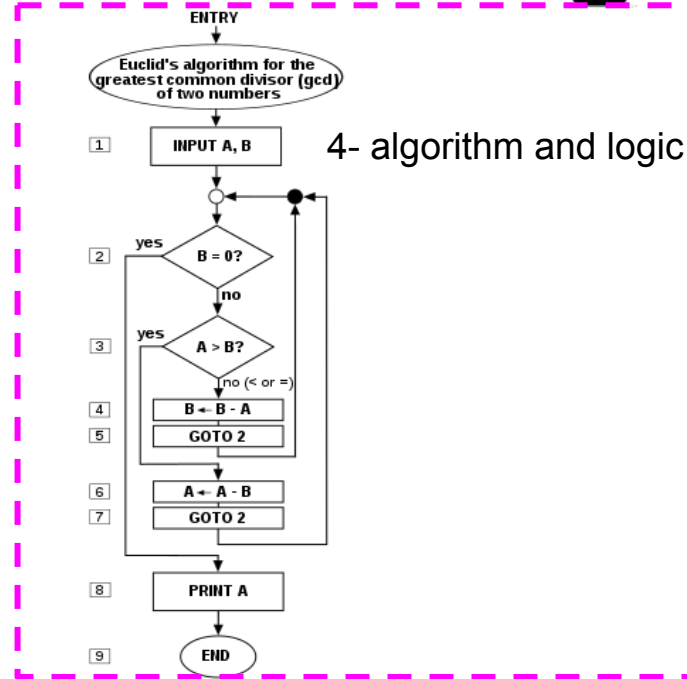 ENTRY
Euclid's algorithm for the
greatest common divisor (gcd)
of two numbers
1 INPUT A, B
4- algorithm and logic
2 yes B = 0?
no
3 yes A > B?
no (< or =)
4 B ← B - A
5 GOTO 2
6 A ← A - B
7 GOTO 2
8 PRINT A
9 END